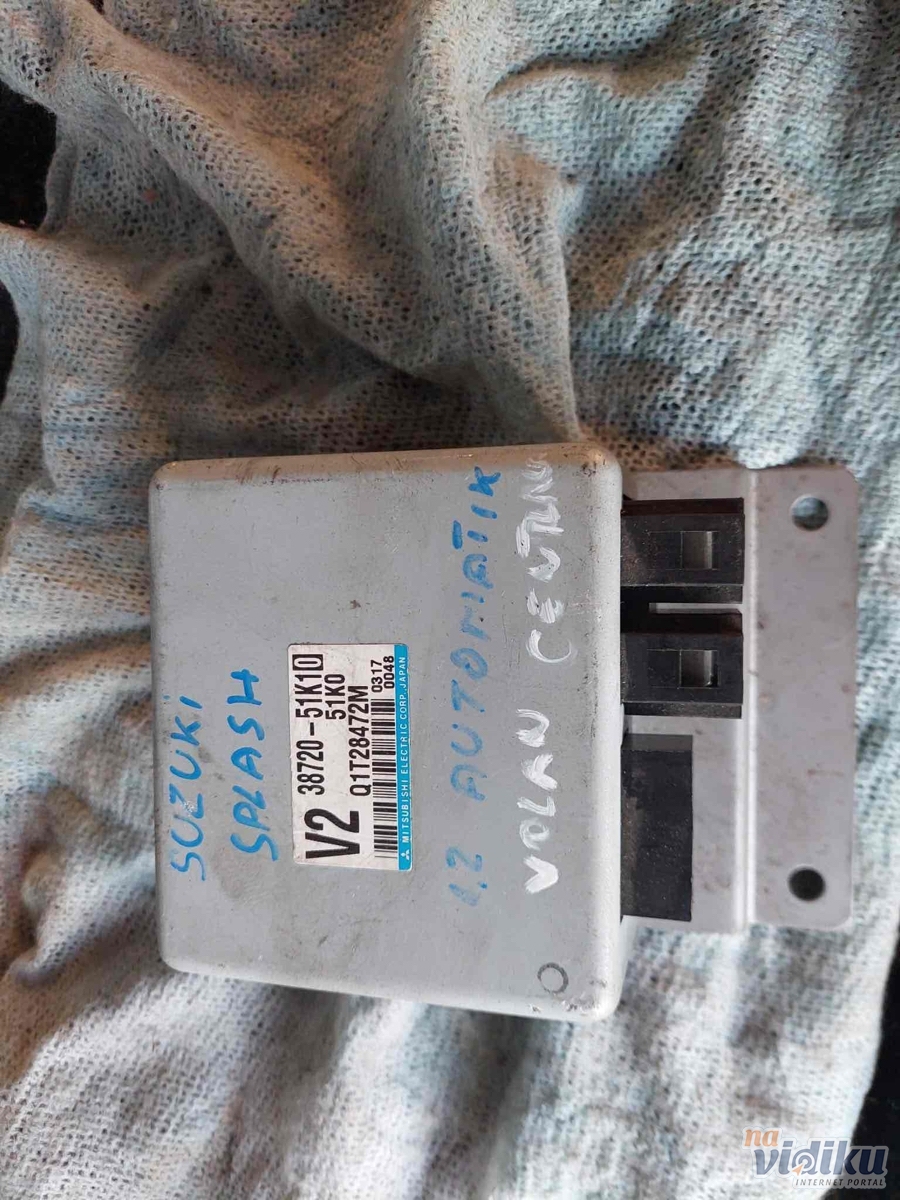 SUZUKI
SPLASH
V2 38720-51K10
51K0
Q1T28472M
0317
0048
MITSUBISHI ELECTRIC CORP. JAPAN
1,2 AUTOMATIK
VOLAN
na
vidiku
INTERNET PORTAL